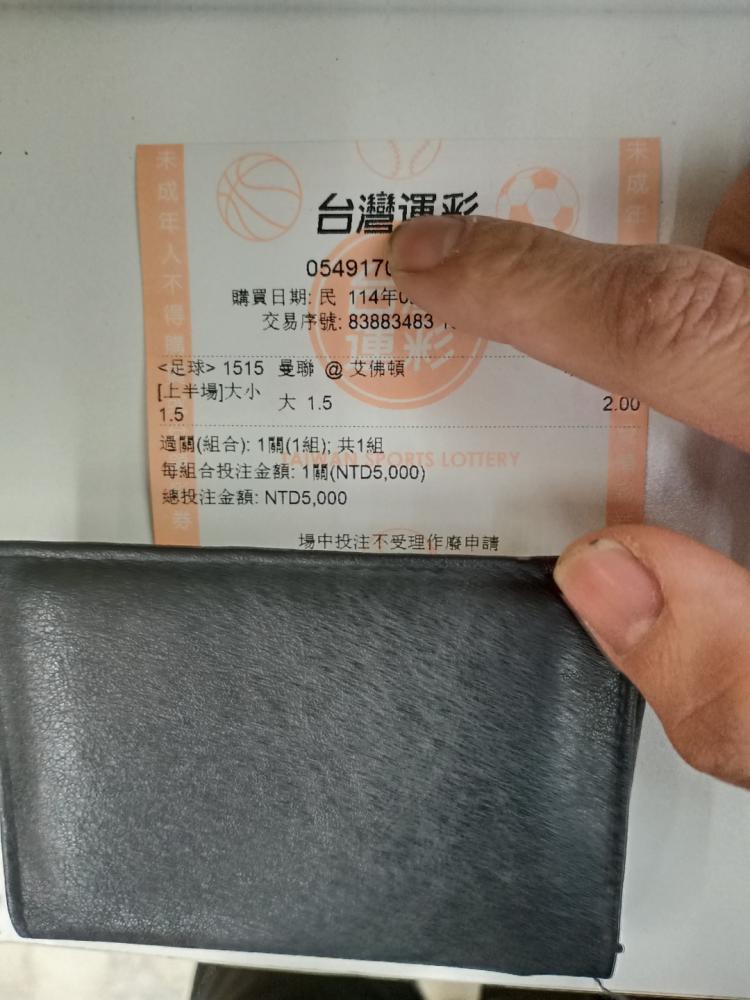 台灣運彩
0549170
購買日期: 民 114年0
交易序號: 83883483
<足球> 1515 曼聯 @ 艾佛頓
[上半場]大小
1.5
大 1.5
2.00
過關(組合): 1關(1組); 共1組
TAIWAN SPORTS LOTTERY
每組合投注金額: 1關(NTD5,000)
總投注金額: NTD5,000
場中投注不受理作廢申請
未成年人不得購
券
未成年